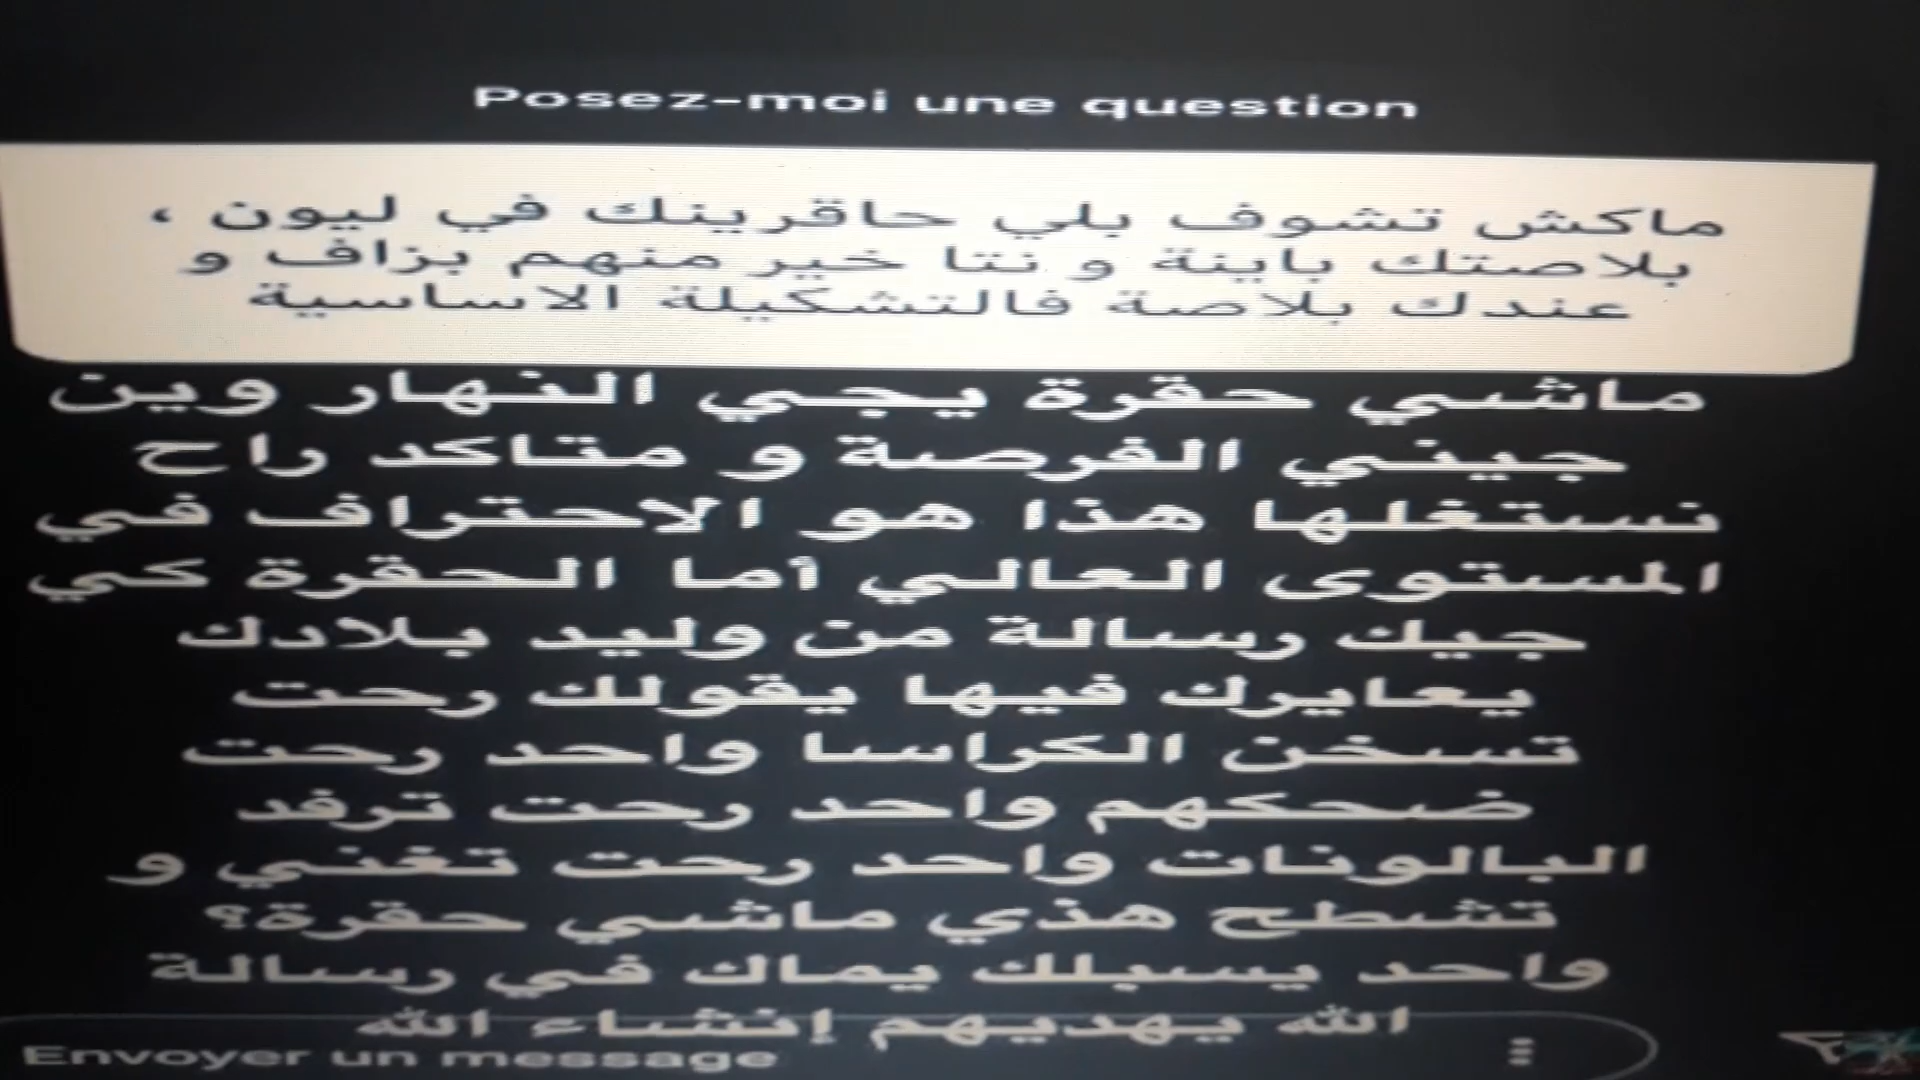 Posez-moi une question
ماكش تشوف بلي حاقرينك في ليون ،
بلاصتك باينة و نتا خير منهم بزاف و
عندك بلاصة فالتشكيلة الاساسية
ماشي حقرة يجي النهار وين
جيني الفرصة و متاكد راح
نستغلها هذا هو الاحتراف في
المستوى العالي أما الحقرة كي
جيك رسالة من وليد بلادك
يعايرك فيها يقولك رحت
تسخن الكراسا واحد رحت
ضحكهم واحد رحت ترفد
البالونات واحد رحت تغني و
تشطح هذي ماشي حقرة؟
واحد يسبلك يماك في رسالة
الله يهديهم إنشاء الله
Envoyer un message